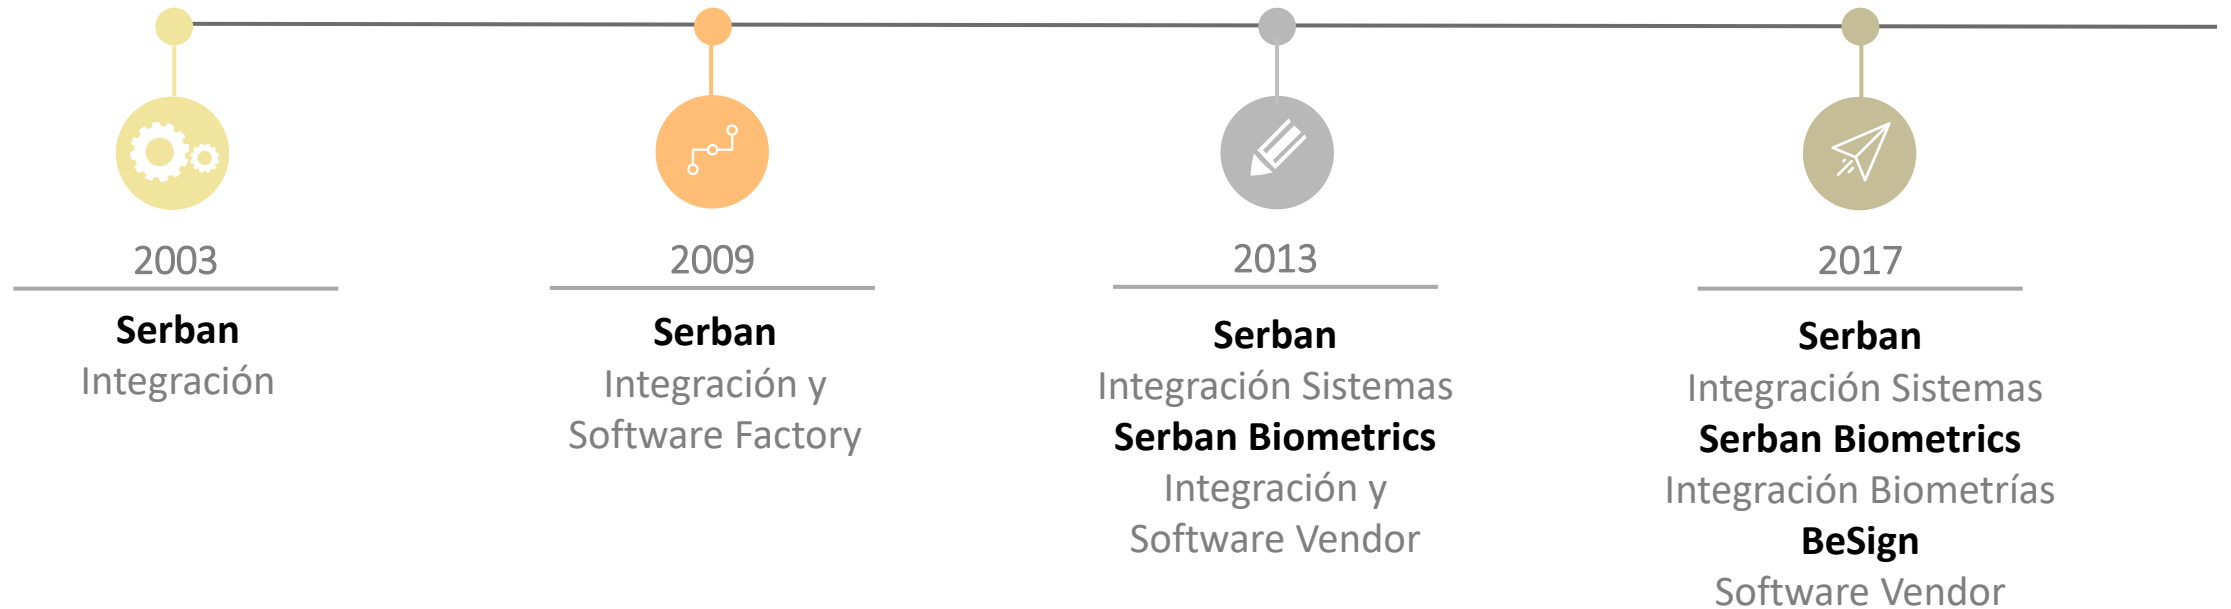 2003
Serban
Integración
2009
Serban
Integración y
Software Factory
2013
Serban
Integración Sistemas
Serban Biometrics
Integración y
Software Vendor
2017
Serban
Integración Sistemas
Serban Biometrics
Integración Biometrías
BeSign
Software Vendor